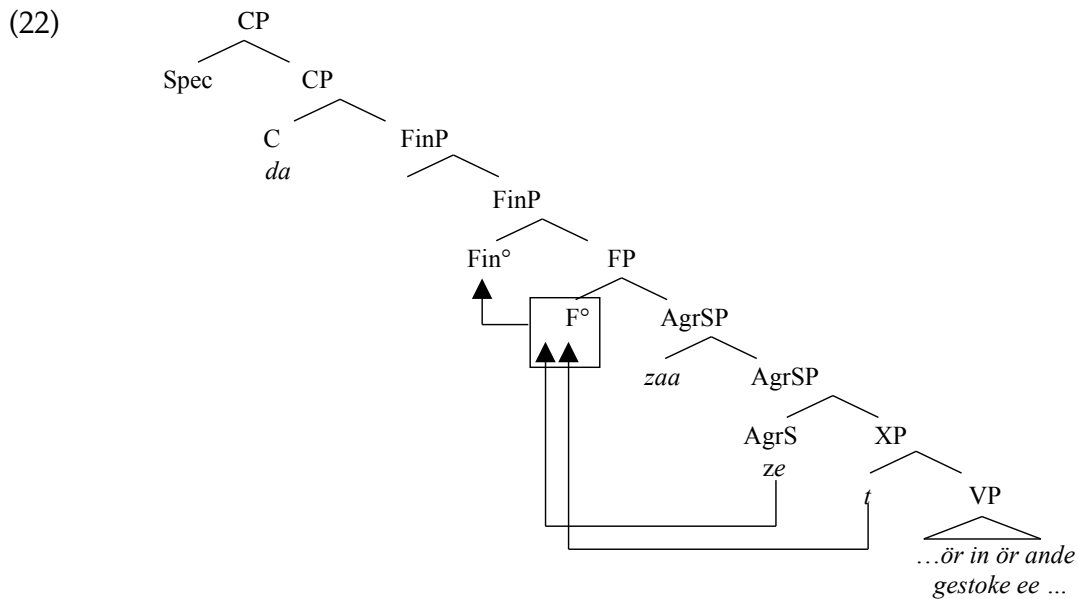 (22) CP
Spec CP
C FinP
da
FinP
Fin° FP
F° AgrSP
zaa AgrSP
AgrS XP
ze
t VP
…ör in ör ande
gestoke ee ...